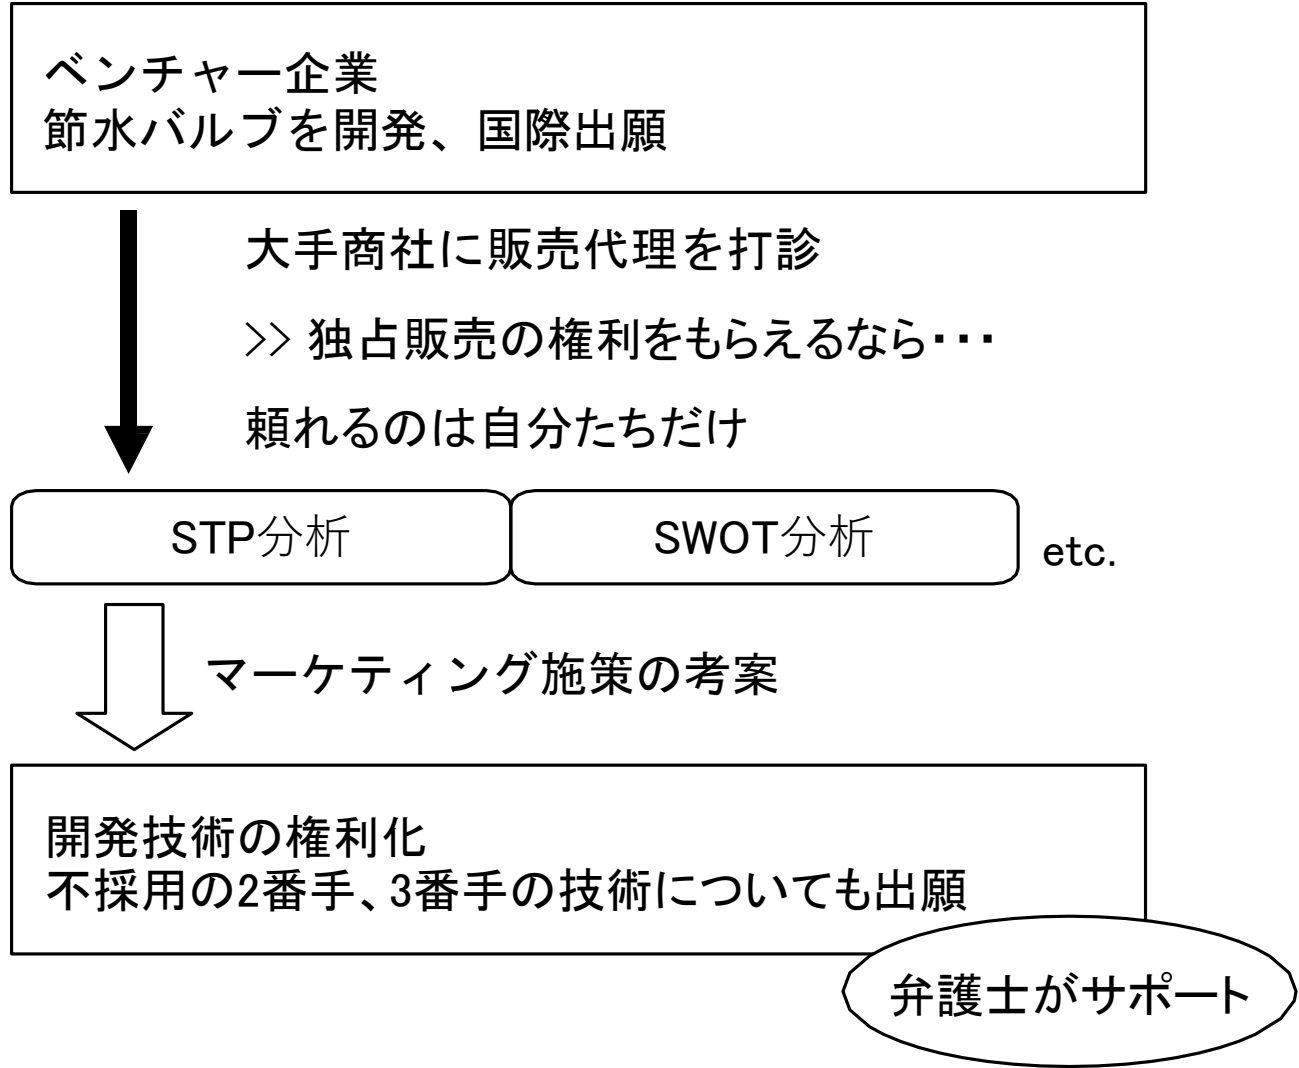 ベンチャー企業
節水バルブを開発、国際出願
大手商社に販売代理を打診
>> 独占販売の権利をもらえるなら・・・
頼れるのは自分たちだけ
STP分析
SWOT分析
etc.
マーケティング施策の考案
開発技術の権利化
不採用の2番手、3番手の技術についても出願
弁護士がサポート